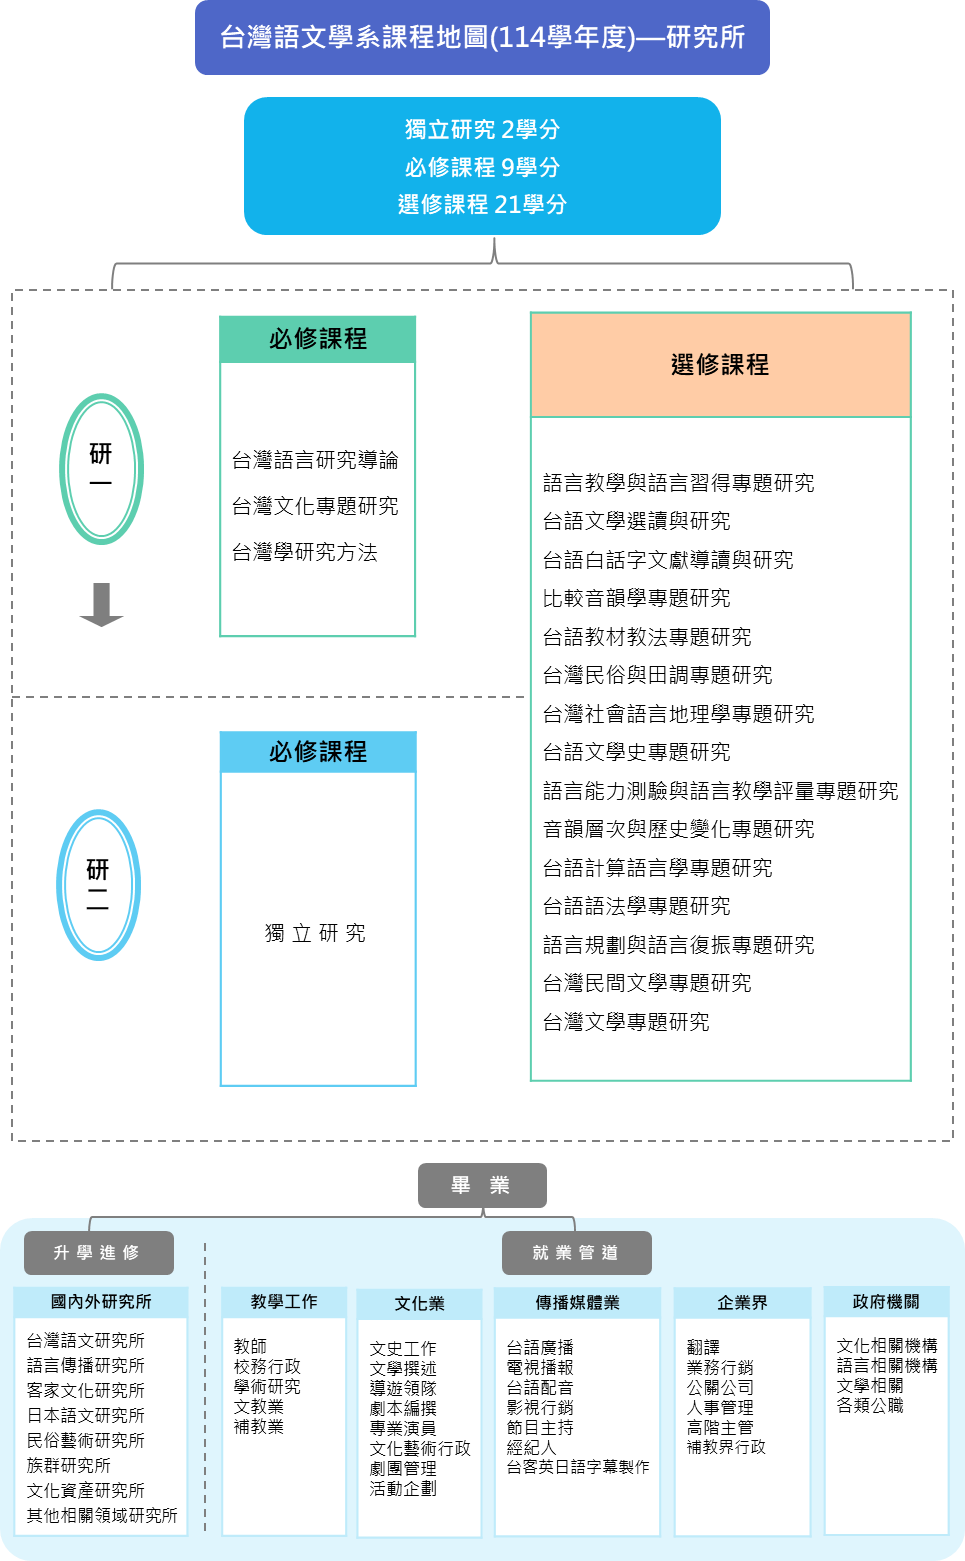 台灣語文學系課程地圖(114學年度)—研究所
獨立研究 2學分
必修課程 9學分
選修課程 21學分
研
一
必修課程
台灣語言研究導論
台灣文化專題研究
台灣學研究方法
研
二
必修課程
獨立研究
選修課程
語言教學與語言習得專題研究
台語文學選讀與研究
台語白話字文獻導讀與研究
比較音韻學專題研究
台語教材教法專題研究
台灣民俗與田調專題研究
台灣社會語言地理學專題研究
台語文學史專題研究
語言能力測驗與語言教學評量專題研究
音韻層次與歷史變化專題研究
台語計算語言學專題研究
台語語法學專題研究
語言規劃與語言復振專題研究
台灣民間文學專題研究
台灣文學專題研究
畢 業
升學進修
國內外研究所
台灣語文研究所
語言傳播研究所
客家文化研究所
日本語文研究所
民俗藝術研究所
族群研究所
文化資產研究所
其他相關領域研究所
就業管道
教學工作
教師
校務行政
學術研究
文教業
補教業
文化業
文史工作
文學撰述
導遊領隊
劇本編撰
專業演員
文化藝術行政
劇團管理
活動企劃
傳播媒體業
台語廣播
電視播報
台語配音
影視行銷
節目主持
經紀人
台客英日語字幕製作
企業界
翻譯
業務行銷
公關公司
人事管理
高階主管
補教界行政
政府機關
文化相關機構
語言相關機構
文學相關
各類公職